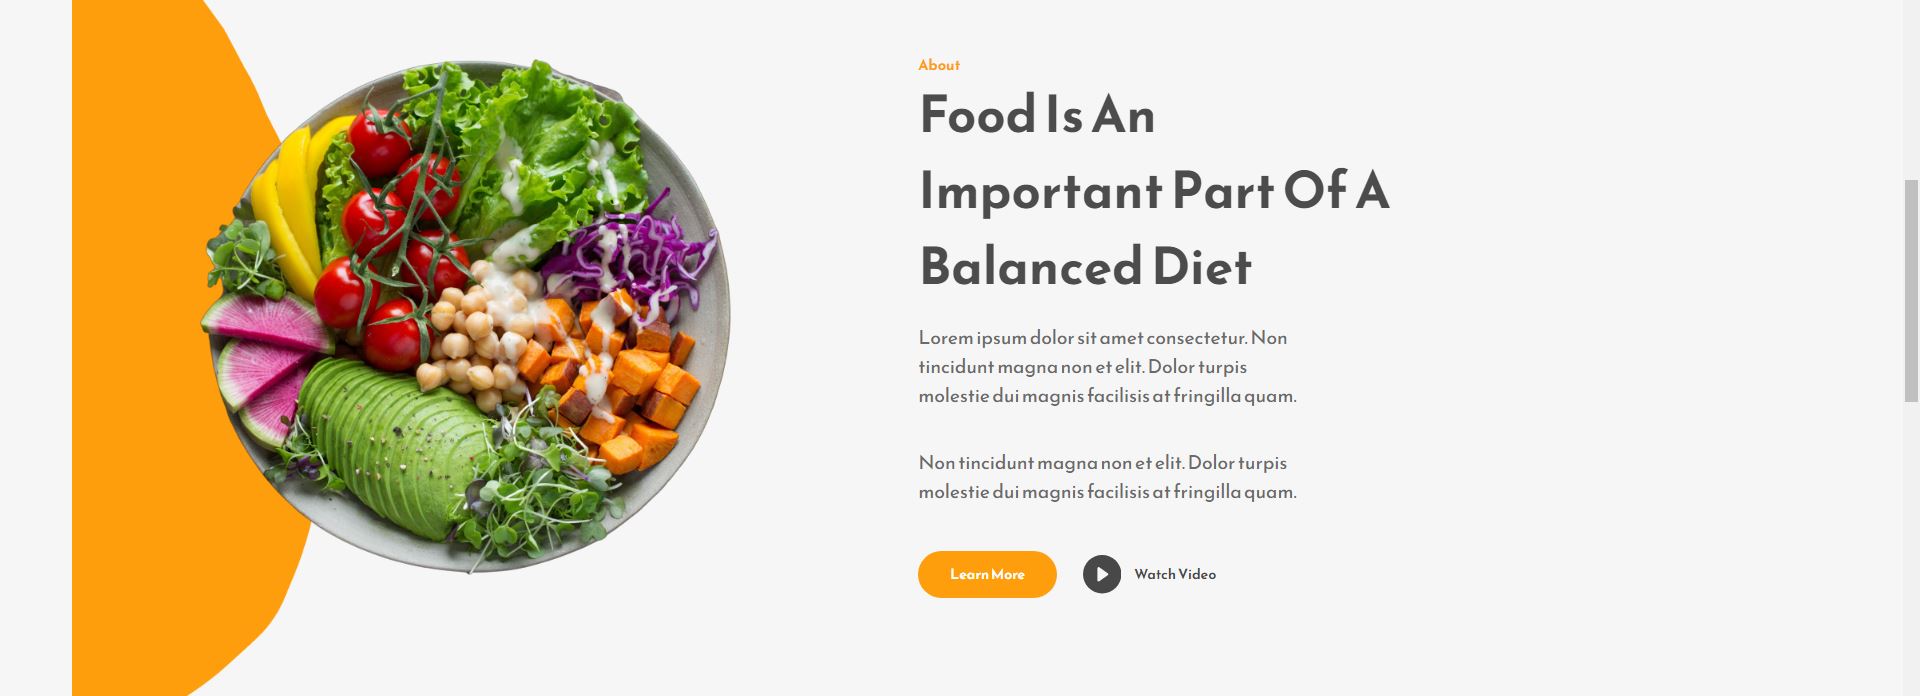 About
Food Is An
Important Part Of A
Balanced Diet
Lorem ipsum dolor sit amet consectetur. Non
tincidunt magna non et elit. Dolor turpis
molestie dui magnis facilisis at fringilla quam.
Non tincidunt magna non et elit. Dolor turpis
molestie dui magnis facilisis at fringilla quam.
Learn More
Watch Video